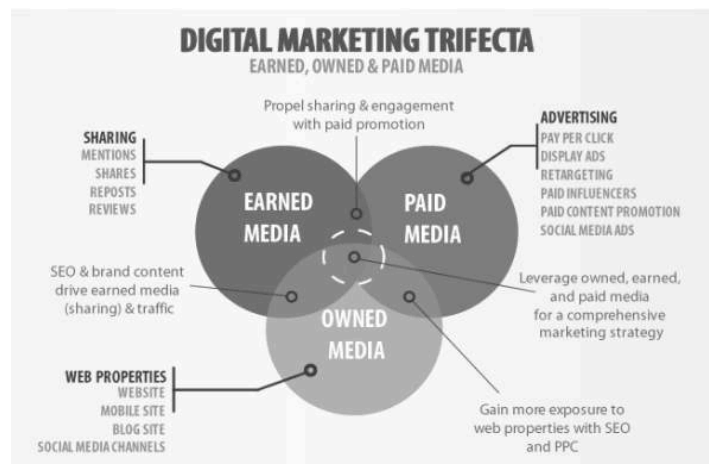 DIGITAL MARKETING TRIFECTA
EARNED, OWNED & PAID MEDIA
Propel sharing & engagement
with paid promotion
SHARING
MENTIONS
SHARES
REPOSTS
REVIEWS
ADVERTISING
PAY PER CLICK
DISPLAY ADS
RETARGETING
PAID INFLUENCERS
PAID CONTENT PROMOTION
SOCIAL MEDIA ADS
EARNED
MEDIA
PAID
MEDIA
SEO & brand content
drive earned media
(sharing) & traffic
Leverage owned, earned,
and paid media
for a comprehensive
marketing strategy
OWNED
MEDIA
WEB PROPERTIES
WEBSITE
MOBILE SITE
BLOG SITE
SOCIAL MEDIA CHANNELS
Gain more exposure to
web properties with SEO
and PPC